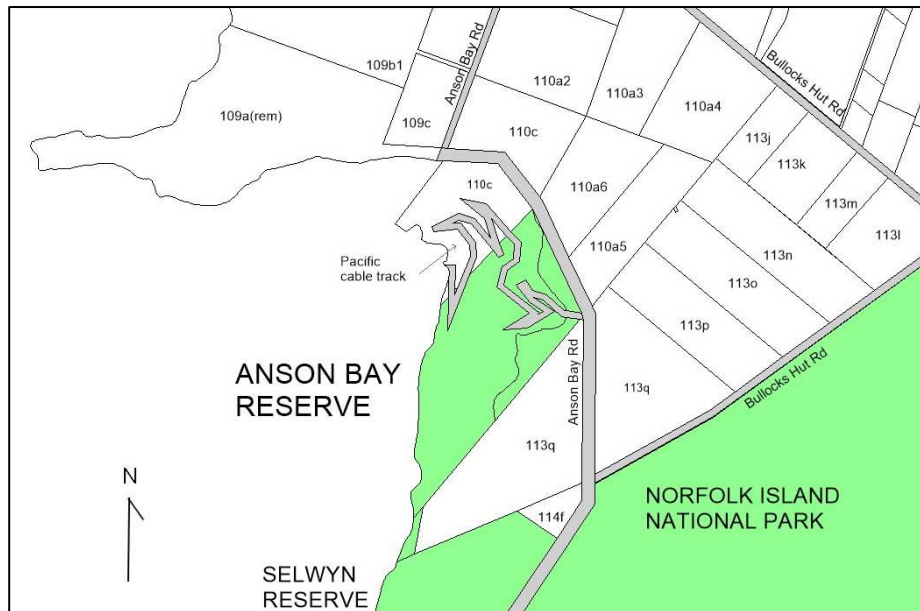 Anson Bay Rd
Bullocks Hut Rd
109b1
110a2
110a3
110a4
109a(rem)
109c
110c
113j
113k
110c
110a6
113m
113l
110a5
113n
113o
Pacific
cable track
113p
ANSON BAY
RESERVE
Anson Bay Rd
113q
Bullocks Hut Rd
113q
N
NORFOLK ISLAND
NATIONAL PARK
114f
SELWYN
RESERVE